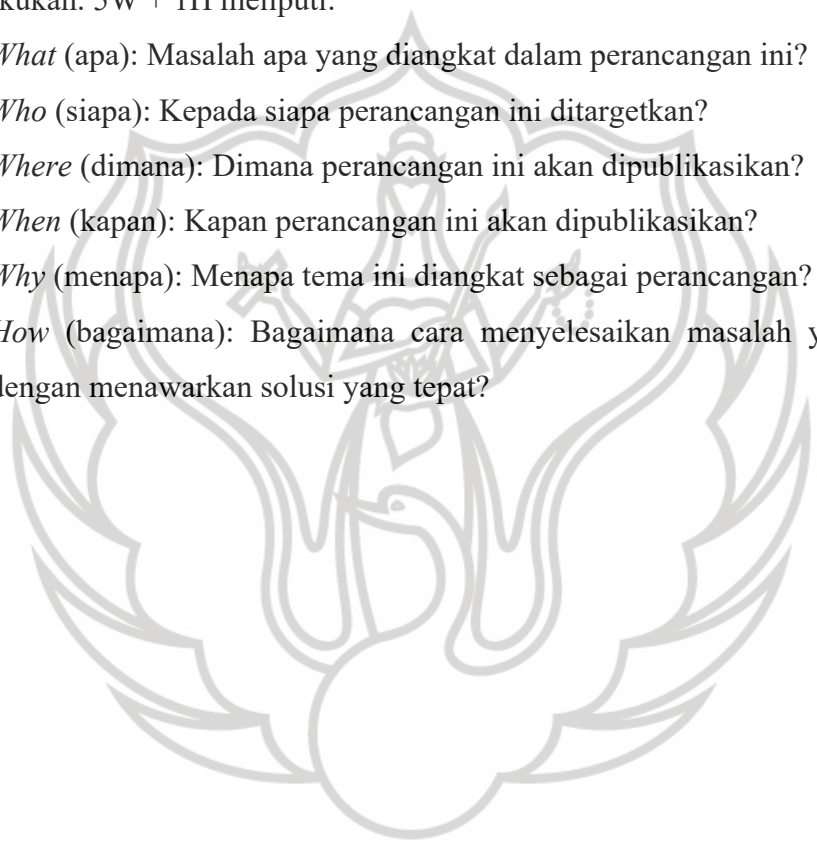 5W + 1H meliputi:
What (apa): Masalah apa yang diangkat dalam perancangan ini?
Who (siapa): Kepada siapa perancangan ini ditargetkan?
Where (dimana): Dimana perancangan ini akan dipublikasikan?
When (kapan): Kapan perancangan ini akan dipublikasikan?
Why (menapa): Menapa tema ini diangkat sebagai perancangan?
How (bagaimana): Bagaimana cara menyelesaikan masalah
dengan menawarkan solusi yang tepat?